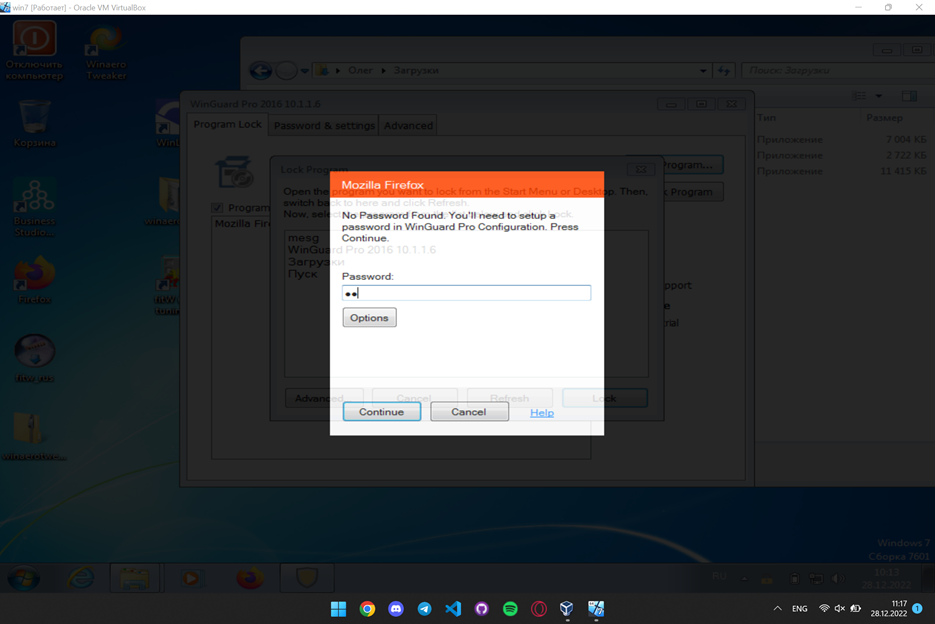 win7 [Работает] - Oracle VM VirtualBox
Отключить
компьютер
Winaero
Tweaker
Олег
Загрузки
Поиск: Загрузки
WinGuard Pro 2016 10.1.1.6
Program Lock
Password & settings
Advanced
Тип
Размер
Приложение
7 004 КБ
Приложение
2 722 КБ
Приложение
11 415 КБ
Корзина
Lock Program
Program...
Mozilla Firefox
Open the program you want to lock from the Start Menu or Desktop. Then,
switch back to here and click Refresh.
Program
No Password Found. You'll need to setup a
password in WinGuard Pro Configuration. Press
Continue.
Mozilla Fire
mesg
WinGuard Pro 2016 10.1.1.6
Загрузки
Пуск
Business
Studio...
Password:
Options
Firefox
Advanced
Cancel
Refresh
Lock
Continue
Cancel
Help
Windows 7
Сборка 7601
RU
10:13
28.12.2022
ENG
11:17
28.12.2022
1